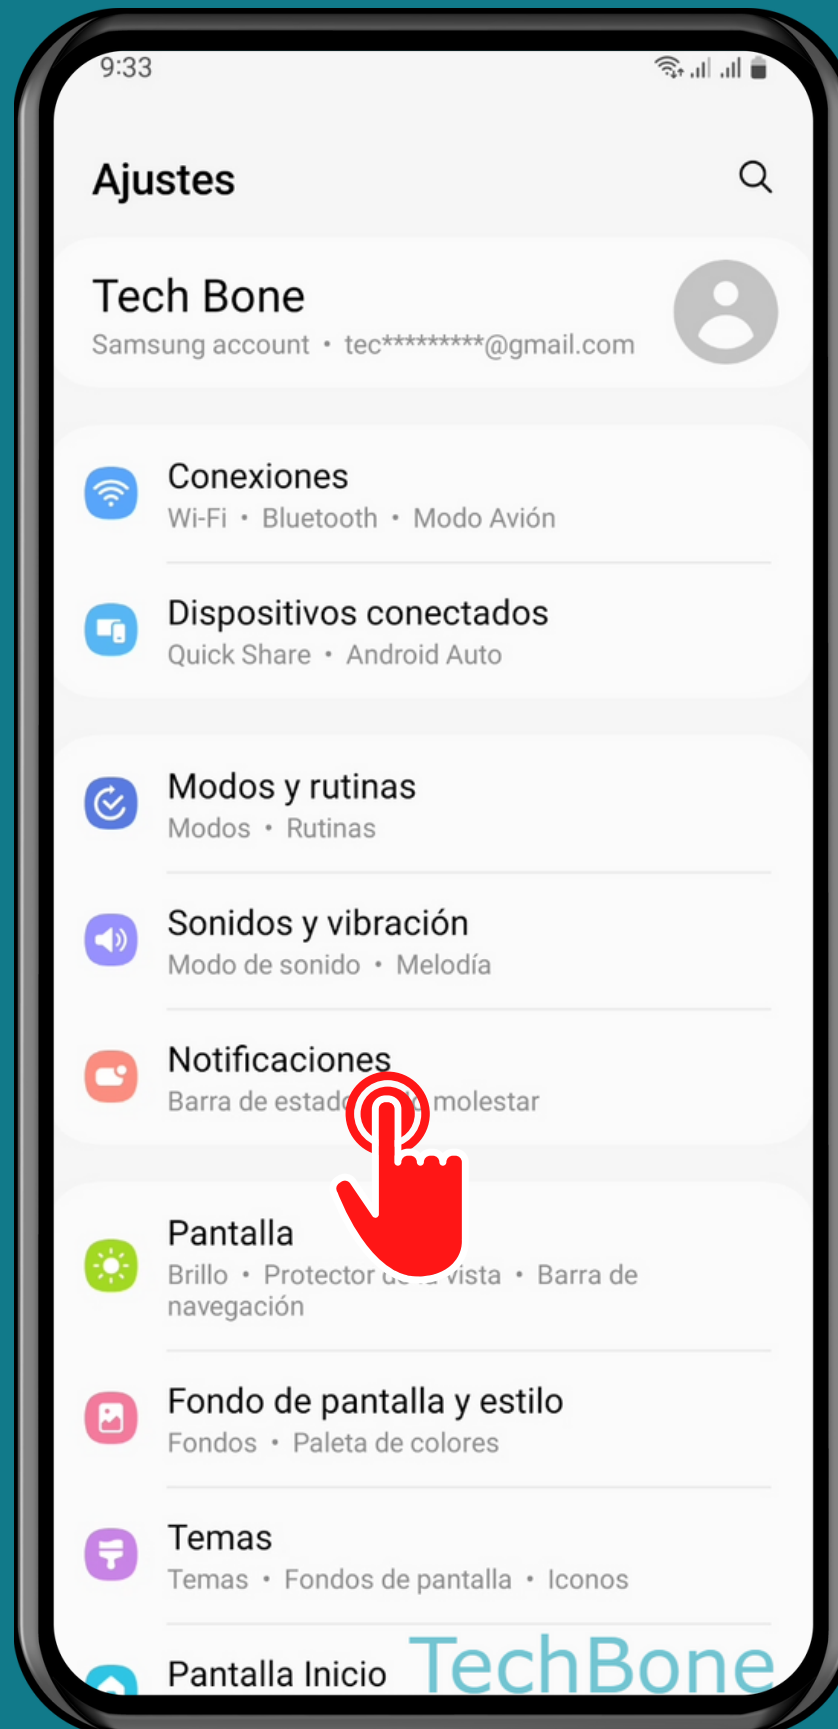 9:33
Ajustes
Tech Bone
Samsung account • tec*********@gmail.com
Conexiones
Wi-Fi • Bluetooth • Modo Avión
Dispositivos conectados
Quick Share • Android Auto
Modos y rutinas
Modos • Rutinas
Sonidos y vibración
Modo de sonido • Melodía
Notificaciones
Barra de estado molestar
Pantalla
Brillo • Protector de la vista • Barra de
navegación
Fondo de pantalla y estilo
Fondos • Paleta de colores
Temas
Temas • Fondos de pantalla • Iconos
Pantalla Inicio
TechBone